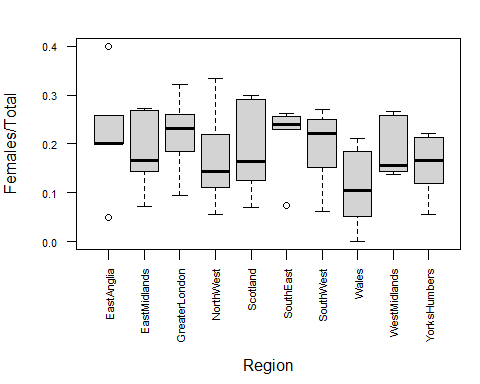 Females/Total
0.4
0.3
0.2
0.1
0.0
EastAnglia
EastMidlands
GreaterLondon
NorthWest
Scotland
SouthEast
SouthWest
Wales
WestMidlands
YorksHumbers
Region